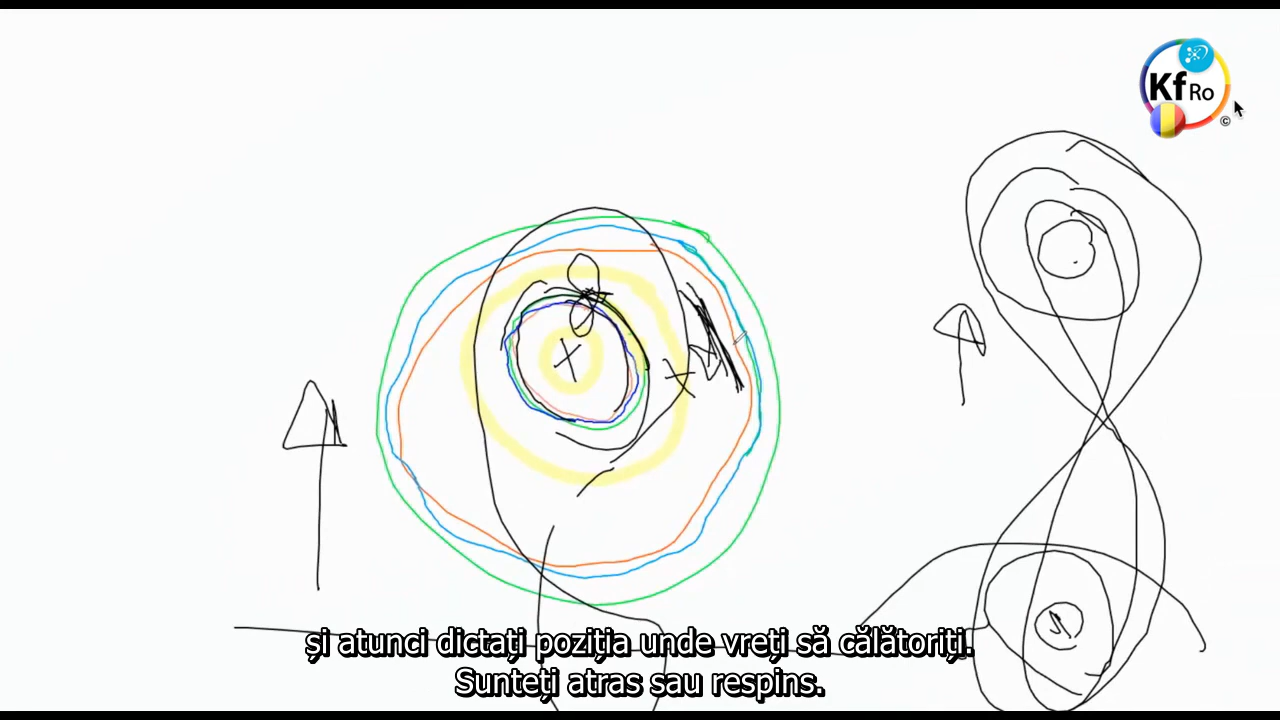 Kf Ro
©
și atunci dictați poziția unde vreți să călătoriți.
Sunteți atras sau respins.